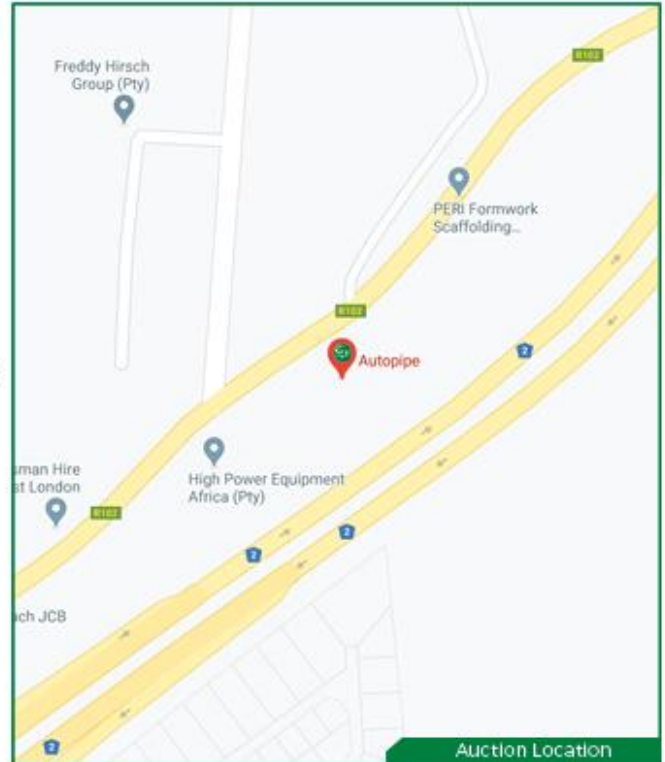 Freddy Hirsch
Group (Pty)
R102
PERI Formwork
Scaffolding...
R102
Autopipe
2
sman Hire
st London
High Power Equipment
Africa (Pty)
R102
2
2
ach JCB
2
Auction Location